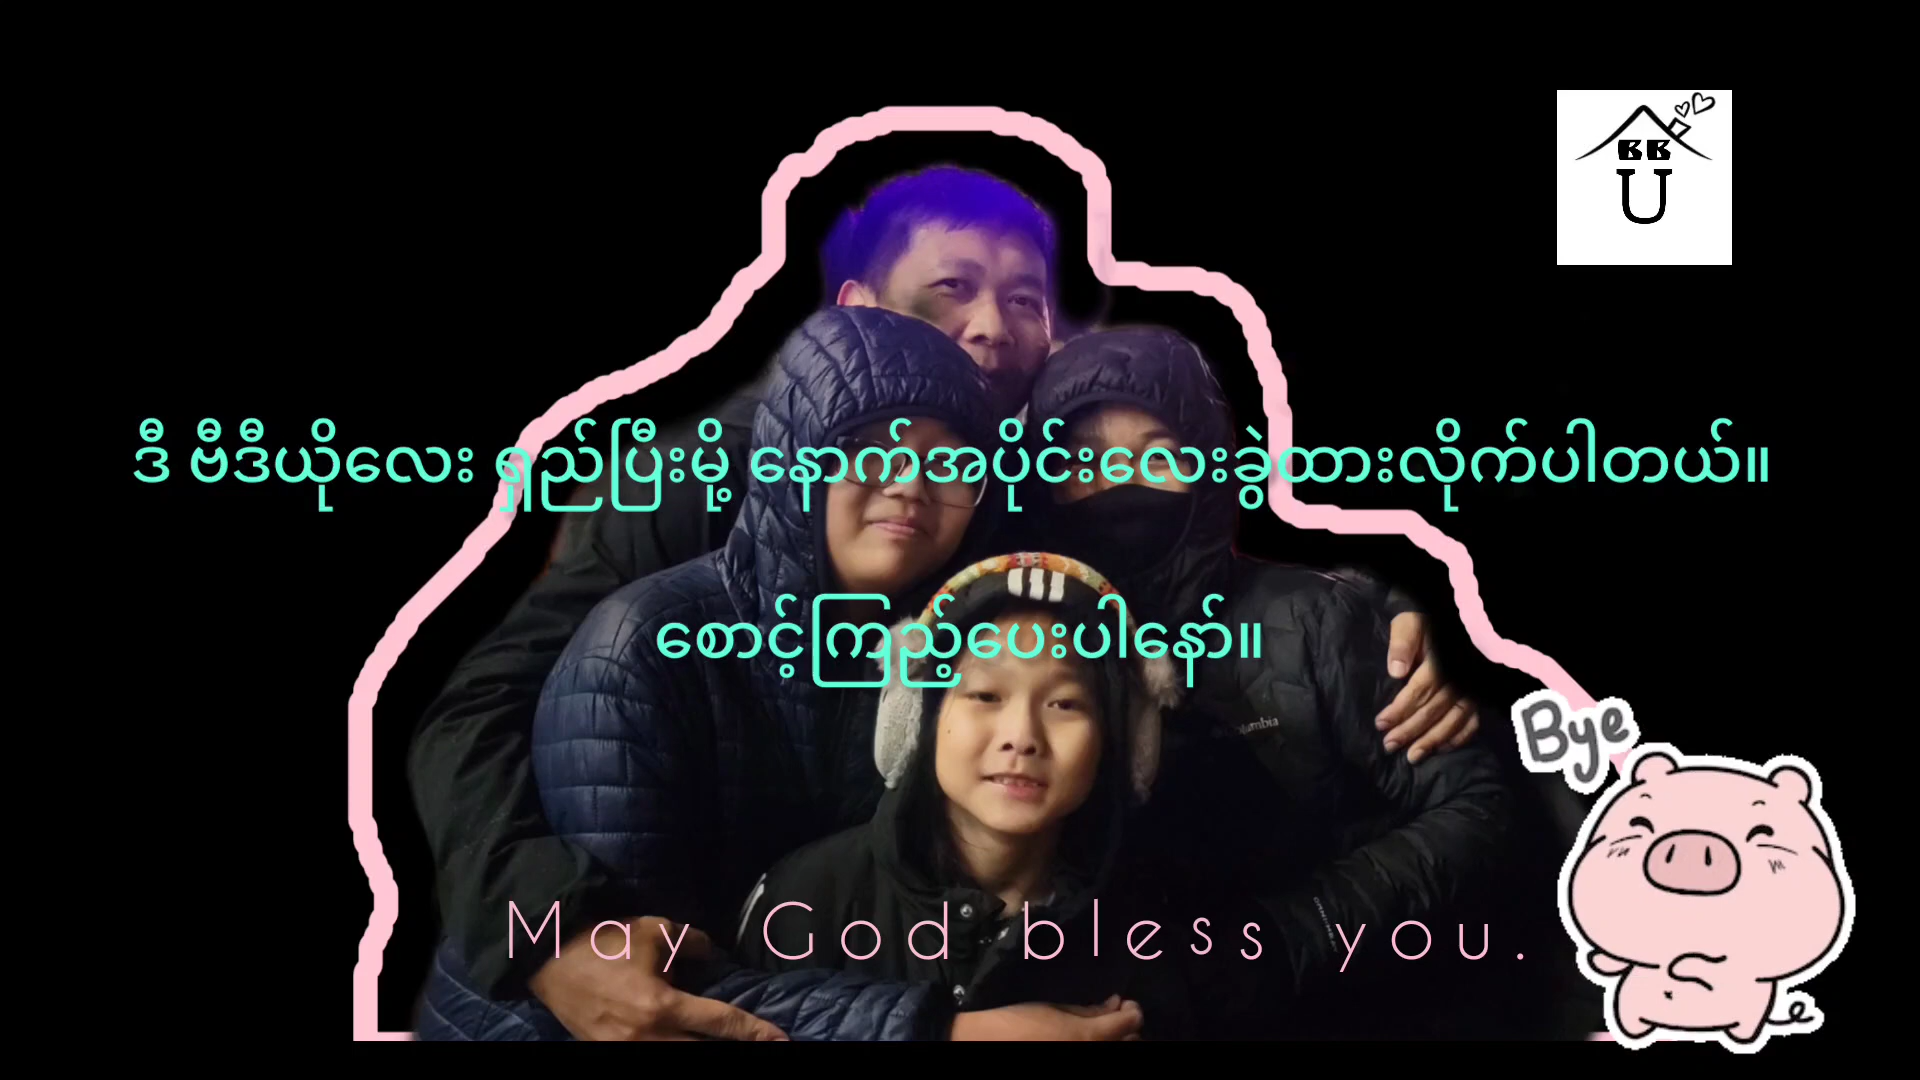 BB
U
ဒီ ဗီဒီယိုလေး ရှည်ပြီးမို့ နောက်အပိုင်းလေးခွဲထားလိုက်ပါတယ်။
စောင့်ကြည့်ပေးပါနော်။
Columbia
Bye
May God bless you.